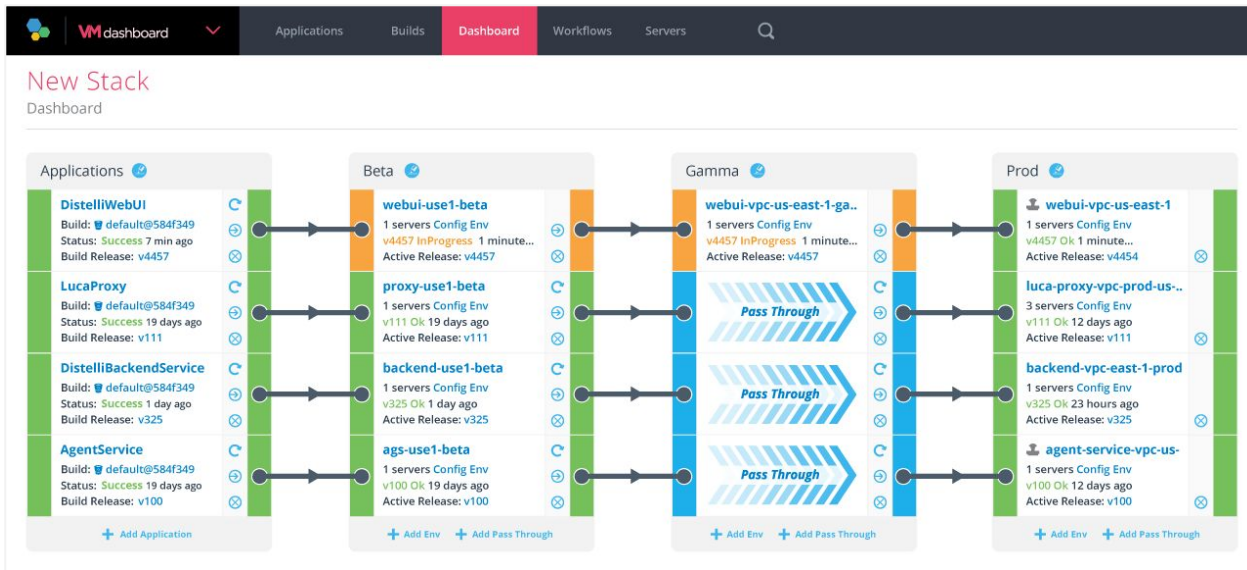 VM dashboard
Applications
Builds
Dashboard
Workflows
Servers
New Stack
Dashboard
Applications
DistelliWebUI
Build: default@584f349
Status: Success 7 min ago
Build Release: v4457
LucaProxy
Build: default@584f349
Status: Success 19 days ago
Build Release: v111
DistelliBackendService
Build: default@584f349
Status: Success 1 day ago
Build Release: v325
AgentService
Build: default@584f349
Status: Success 19 days ago
Build Release: v100
Add Application
Beta
webui-use1-beta
1 servers Config Env
v4457 InProgress 1 minute...
Active Release: v4457
proxy-use1-beta
1 servers Config Env
v111 Ok 19 days ago
Active Release: v111
backend-use1-beta
1 servers Config Env
v325 Ok 1 day ago
Active Release: v325
ags-use1-beta
1 servers Config Env
v100 Ok 19 days ago
Active Release: v100
Add Env Add Pass Through
Gamma
webui-vpc-us-east-1-ga..
1 servers Config Env
v4457 InProgress 1 minute...
Active Release: v4457
Pass Through
Pass Through
Pass Through
Add Env Add Pass Through
Prod
webui-vpc-us-east-1
1 servers Config Env
v4457 Ok 1 minute...
Active Release: v4454
luca-proxy-vpc-prod-us-..
3 servers Config Env
v111 Ok 12 days ago
Active Release: v111
backend-vpc-east-1-prod
1 servers Config Env
v325 Ok 23 hours ago
Active Release: v325
agent-service-vpc-us-
1 servers Config Env
v100 Ok 12 days ago
Active Release: v100
Add Env Add Pass Through